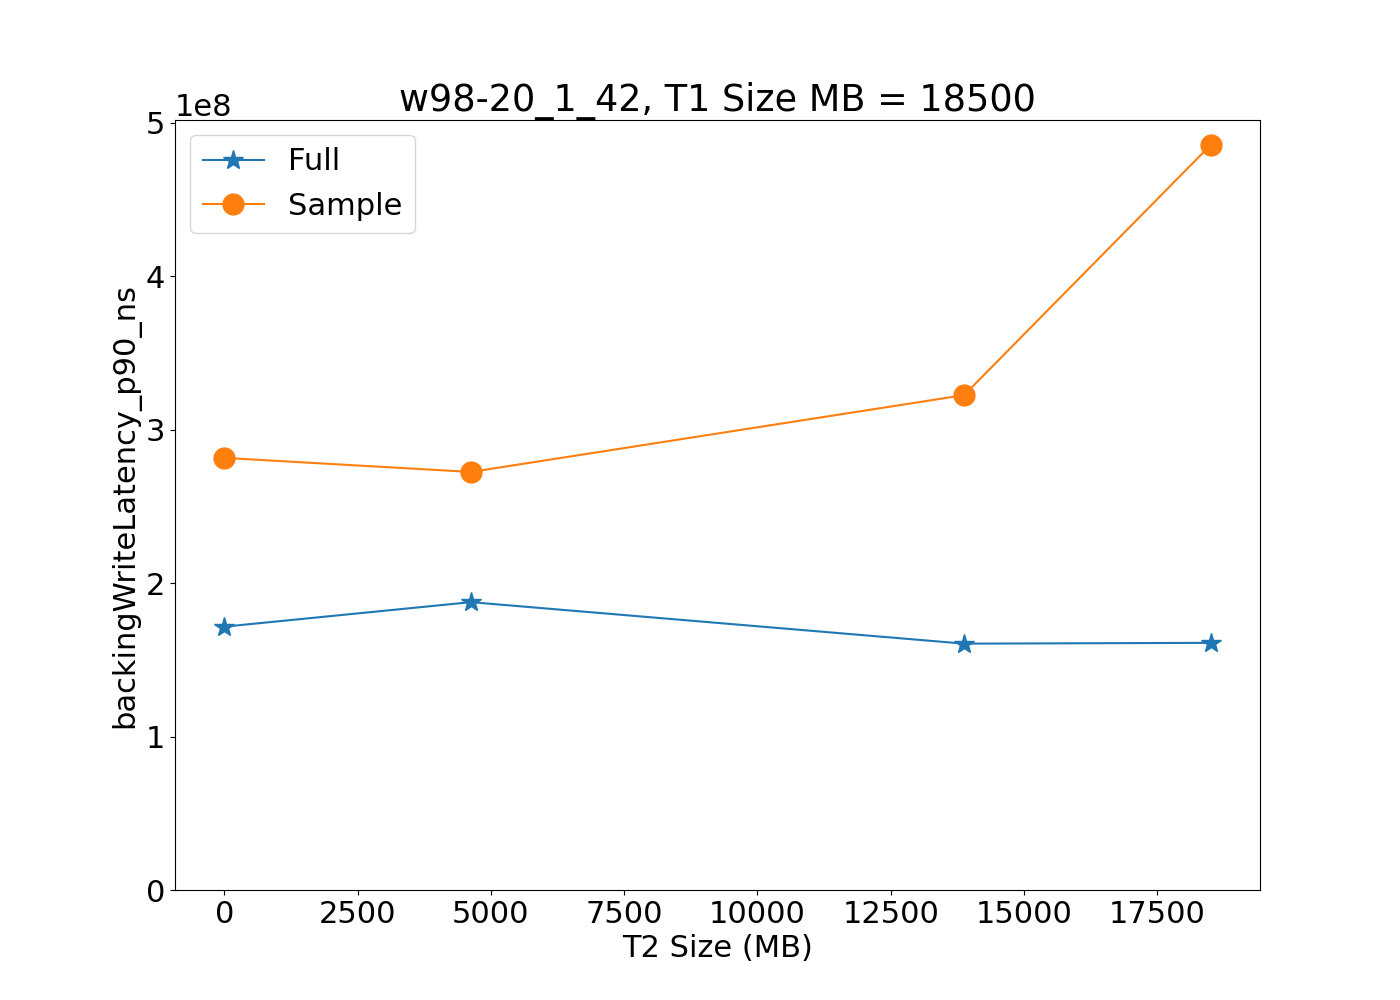 w98-20_1_42, T1 Size MB = 18500
1e8
Full
Sample
backingWriteLatency_p90_ns
5
4
3
2
1
0
0 2500 5000 7500 10000 12500 15000 17500
T2 Size (MB)